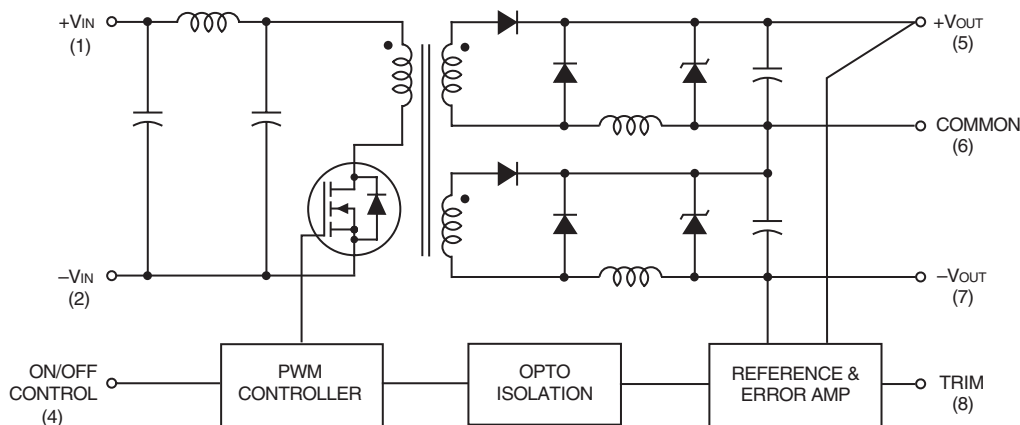 +VIN
(1)
+VOUT
(5)
COMMON
(6)
–VIN
(2)
–VOUT
(7)
ON/OFF
CONTROL
(4)
PWM
CONTROLLER
OPTO
ISOLATION
REFERENCE &
ERROR AMP
TRIM
(8)